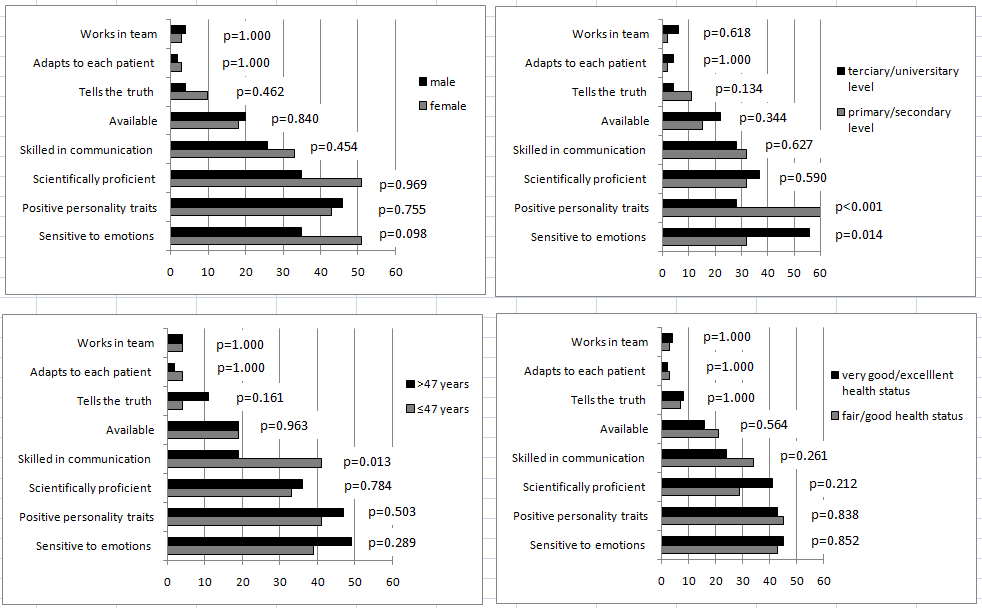 Works in team p=1.000
Adapts to each patient p=1.000
Tells the truth p=0.462
Available p=0.840
Skilled in communication p=0.454
Scientifically proficient p=0.969
Positive personality traits p=0.755
Sensitive to emotions p=0.098
0 10 20 30 40 50 60
male
female
Works in team p=0.618
Adapts to each patient p=1.000
Tells the truth p=0.134
Available p=0.344
Skilled in communication p=0.627
Scientifically proficient p=0.590
Positive personality traits p<0.001
Sensitive to emotions p=0.014
0 10 20 30 40 50 60
terciary/universitary
level
primary/secondary
level
Works in team p=1.000
Adapts to each patient p=1.000
Tells the truth p=0.161
Available p=0.963
Skilled in communication p=0.013
Scientifically proficient p=0.784
Positive personality traits p=0.503
Sensitive to emotions p=0.289
0 10 20 30 40 50 60
>47 years
≤47 years
Works in team p=1.000
Adapts to each patient p=1.000
Tells the truth p=1.000
Available p=0.564
Skilled in communication p=0.261
Scientifically proficient p=0.212
Positive personality traits p=0.838
Sensitive to emotions p=0.852
0 10 20 30 40 50 60
very good/excelllent
health status
fair/good health status